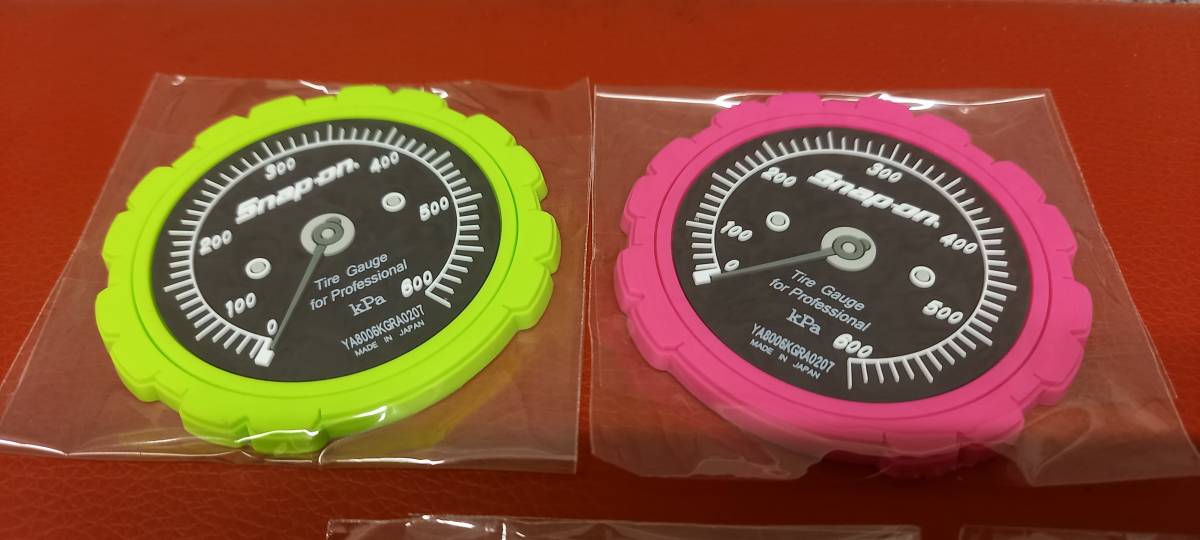 300
400
Snap-on.
200
500
Tire Gauge
for Professional
100
600
kPa
0
YA8006KGRA0207
MADE IN JAPAN
200
300
Snap-on.
100
400
0
Tire Gauge
for Professional
500
kPa
YA8006KGRA0207
600
MADE IN JAPAN